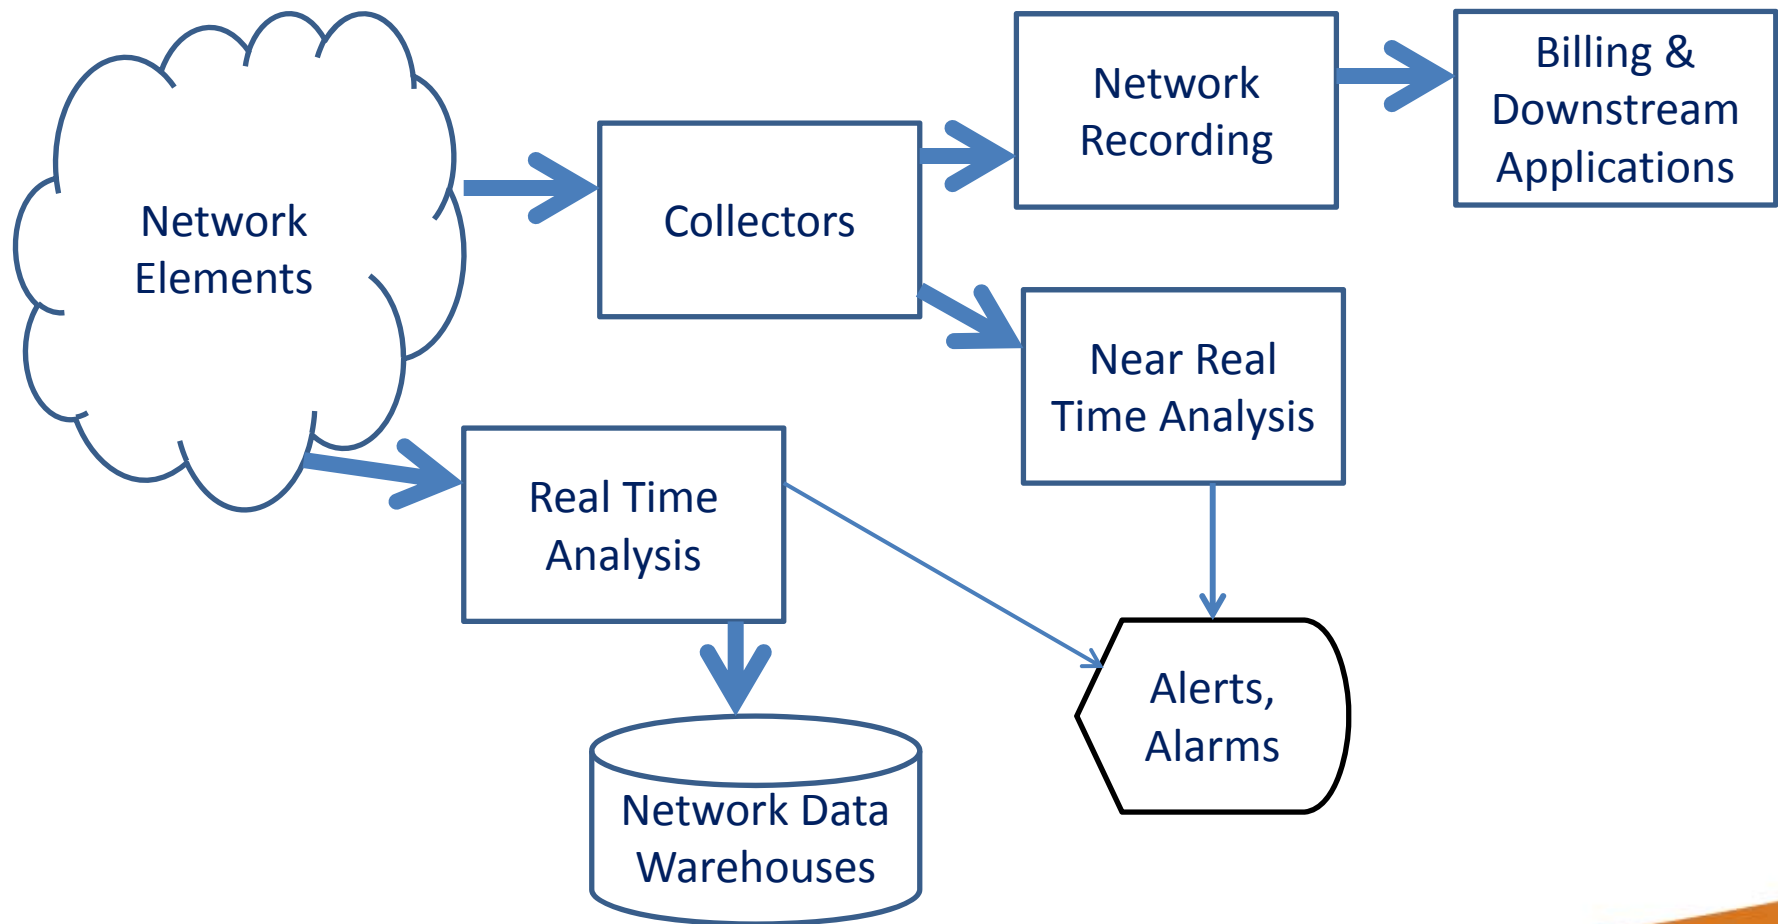 Network
Elements
Collectors
Network
Recording
Billing &
Downstream
Applications
Near Real
Time Analysis
Real Time
Analysis
Alerts,
Alarms
Network Data
Warehouses